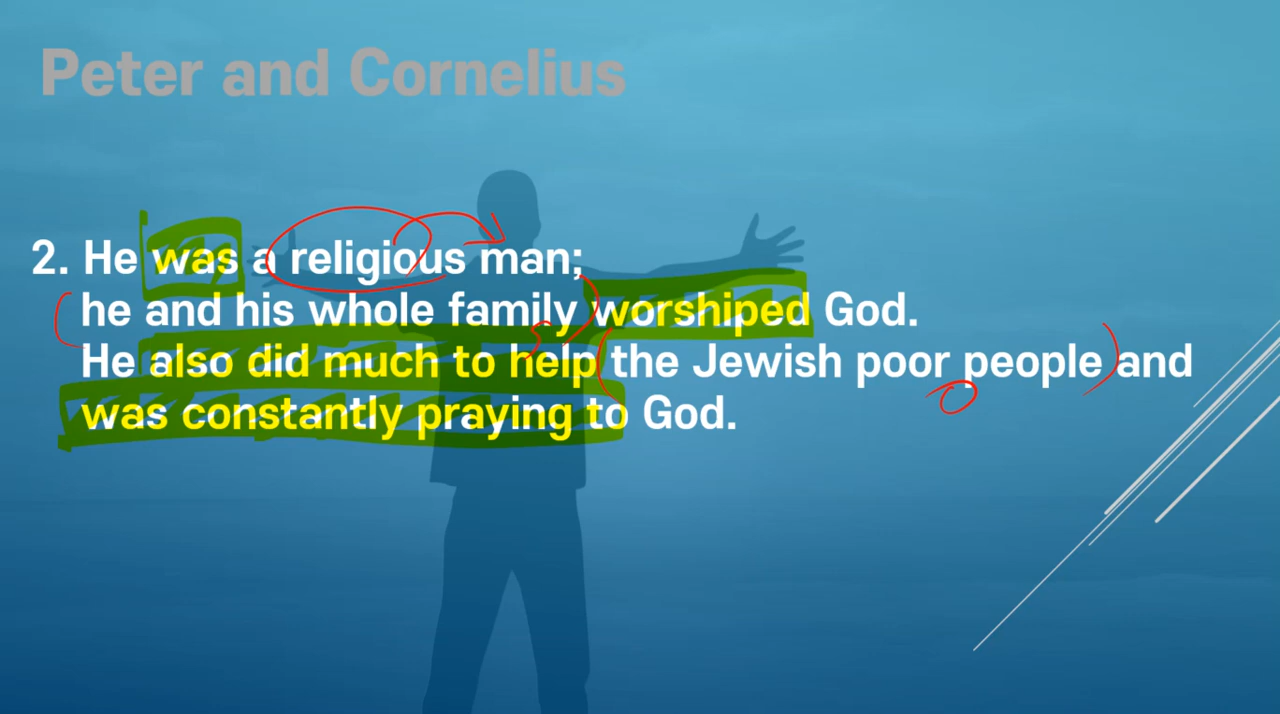 Peter and Cornelius
2. He was a religious man;
he and his whole family worshiped God.
He also did much to help the Jewish poor people and
was constantly praying to God.